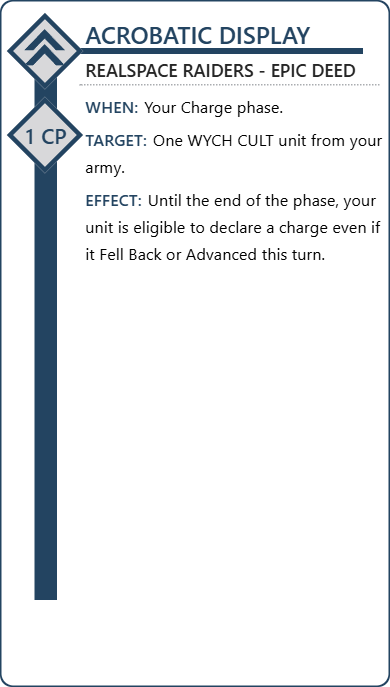 ACROBATIC DISPLAY
REALSPACE RAIDERS - EPIC DEED
WHEN: Your Charge phase.
1 CP
TARGET: One WYCH CULT unit from your
army.
EFFECT: Until the end of the phase, your
unit is eligible to declare a charge even if
it Fell Back or Advanced this turn.